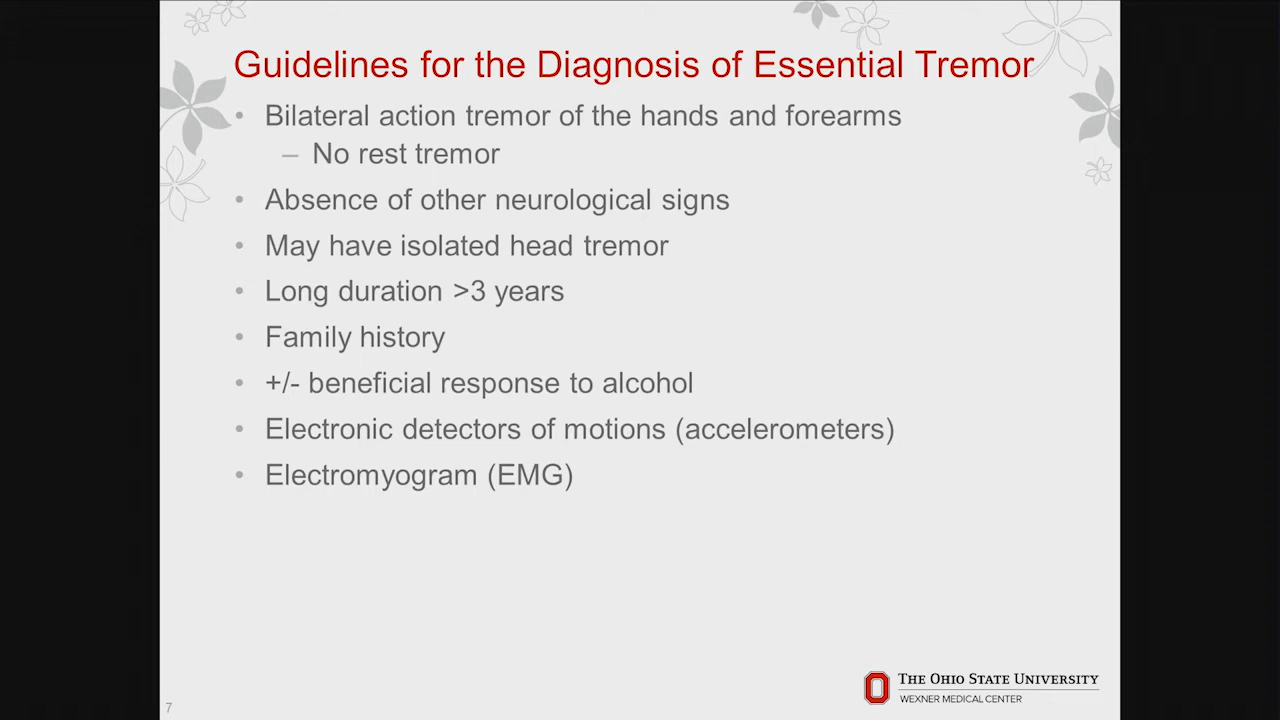 Guidelines for the Diagnosis of Essential Tremor
• Bilateral action tremor of the hands and forearms
– No rest tremor
• Absence of other neurological signs
• May have isolated head tremor
• Long duration >3 years
• Family history
• +/- beneficial response to alcohol
• Electronic detectors of motions (accelerometers)
• Electromyogram (EMG)
THE OHIO STATE UNIVERSITY
WEXNER MEDICAL CENTER
7